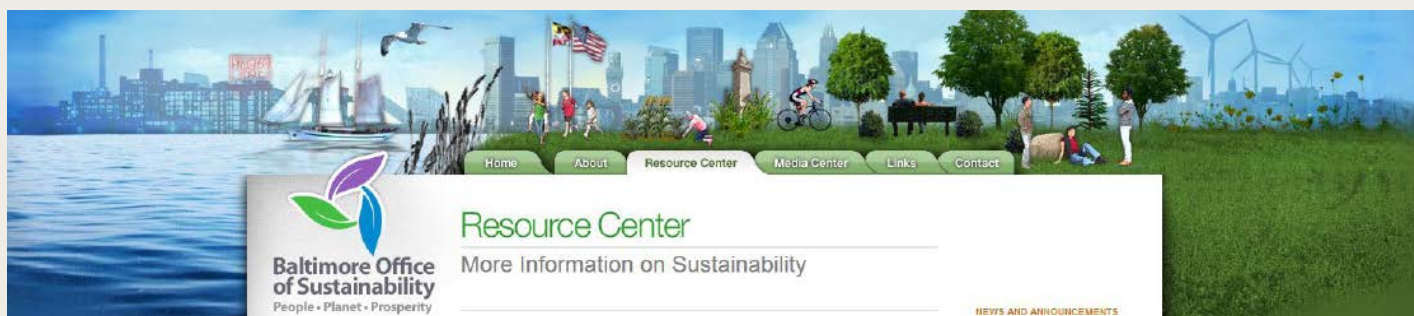 Home About Resource Center Media Center Links Contact
Resource Center
More Information on Sustainability
Baltimore Office
of Sustainability
People • Planet • Prosperity
NEWS AND ANNOUNCEMENTS